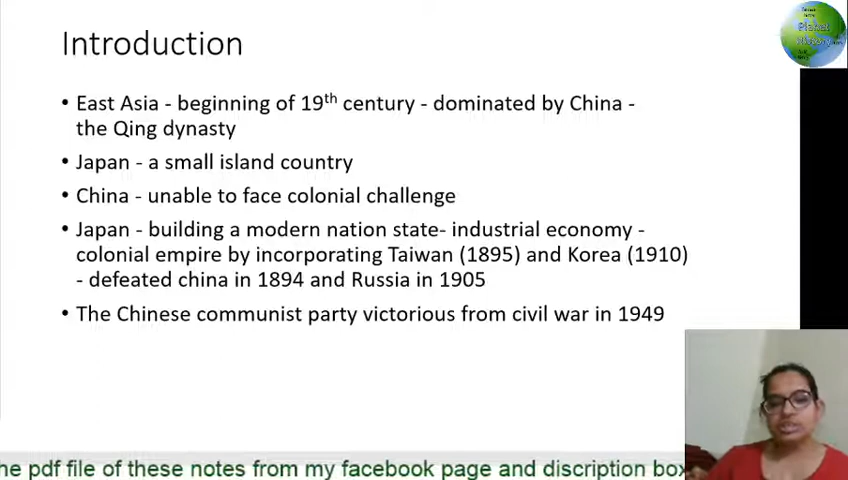 Introduction
• East Asia - beginning of 19th century - dominated by China -
the Qing dynasty
• Japan - a small island country
• China - unable to face colonial challenge
• Japan - building a modern nation state- industrial economy -
colonial empire by incorporating Taiwan (1895) and Korea (1910)
- defeated china in 1894 and Russia in 1905
• The Chinese communist party victorious from civil war in 1949
he pdf file of these notes from my facebook page and discription box